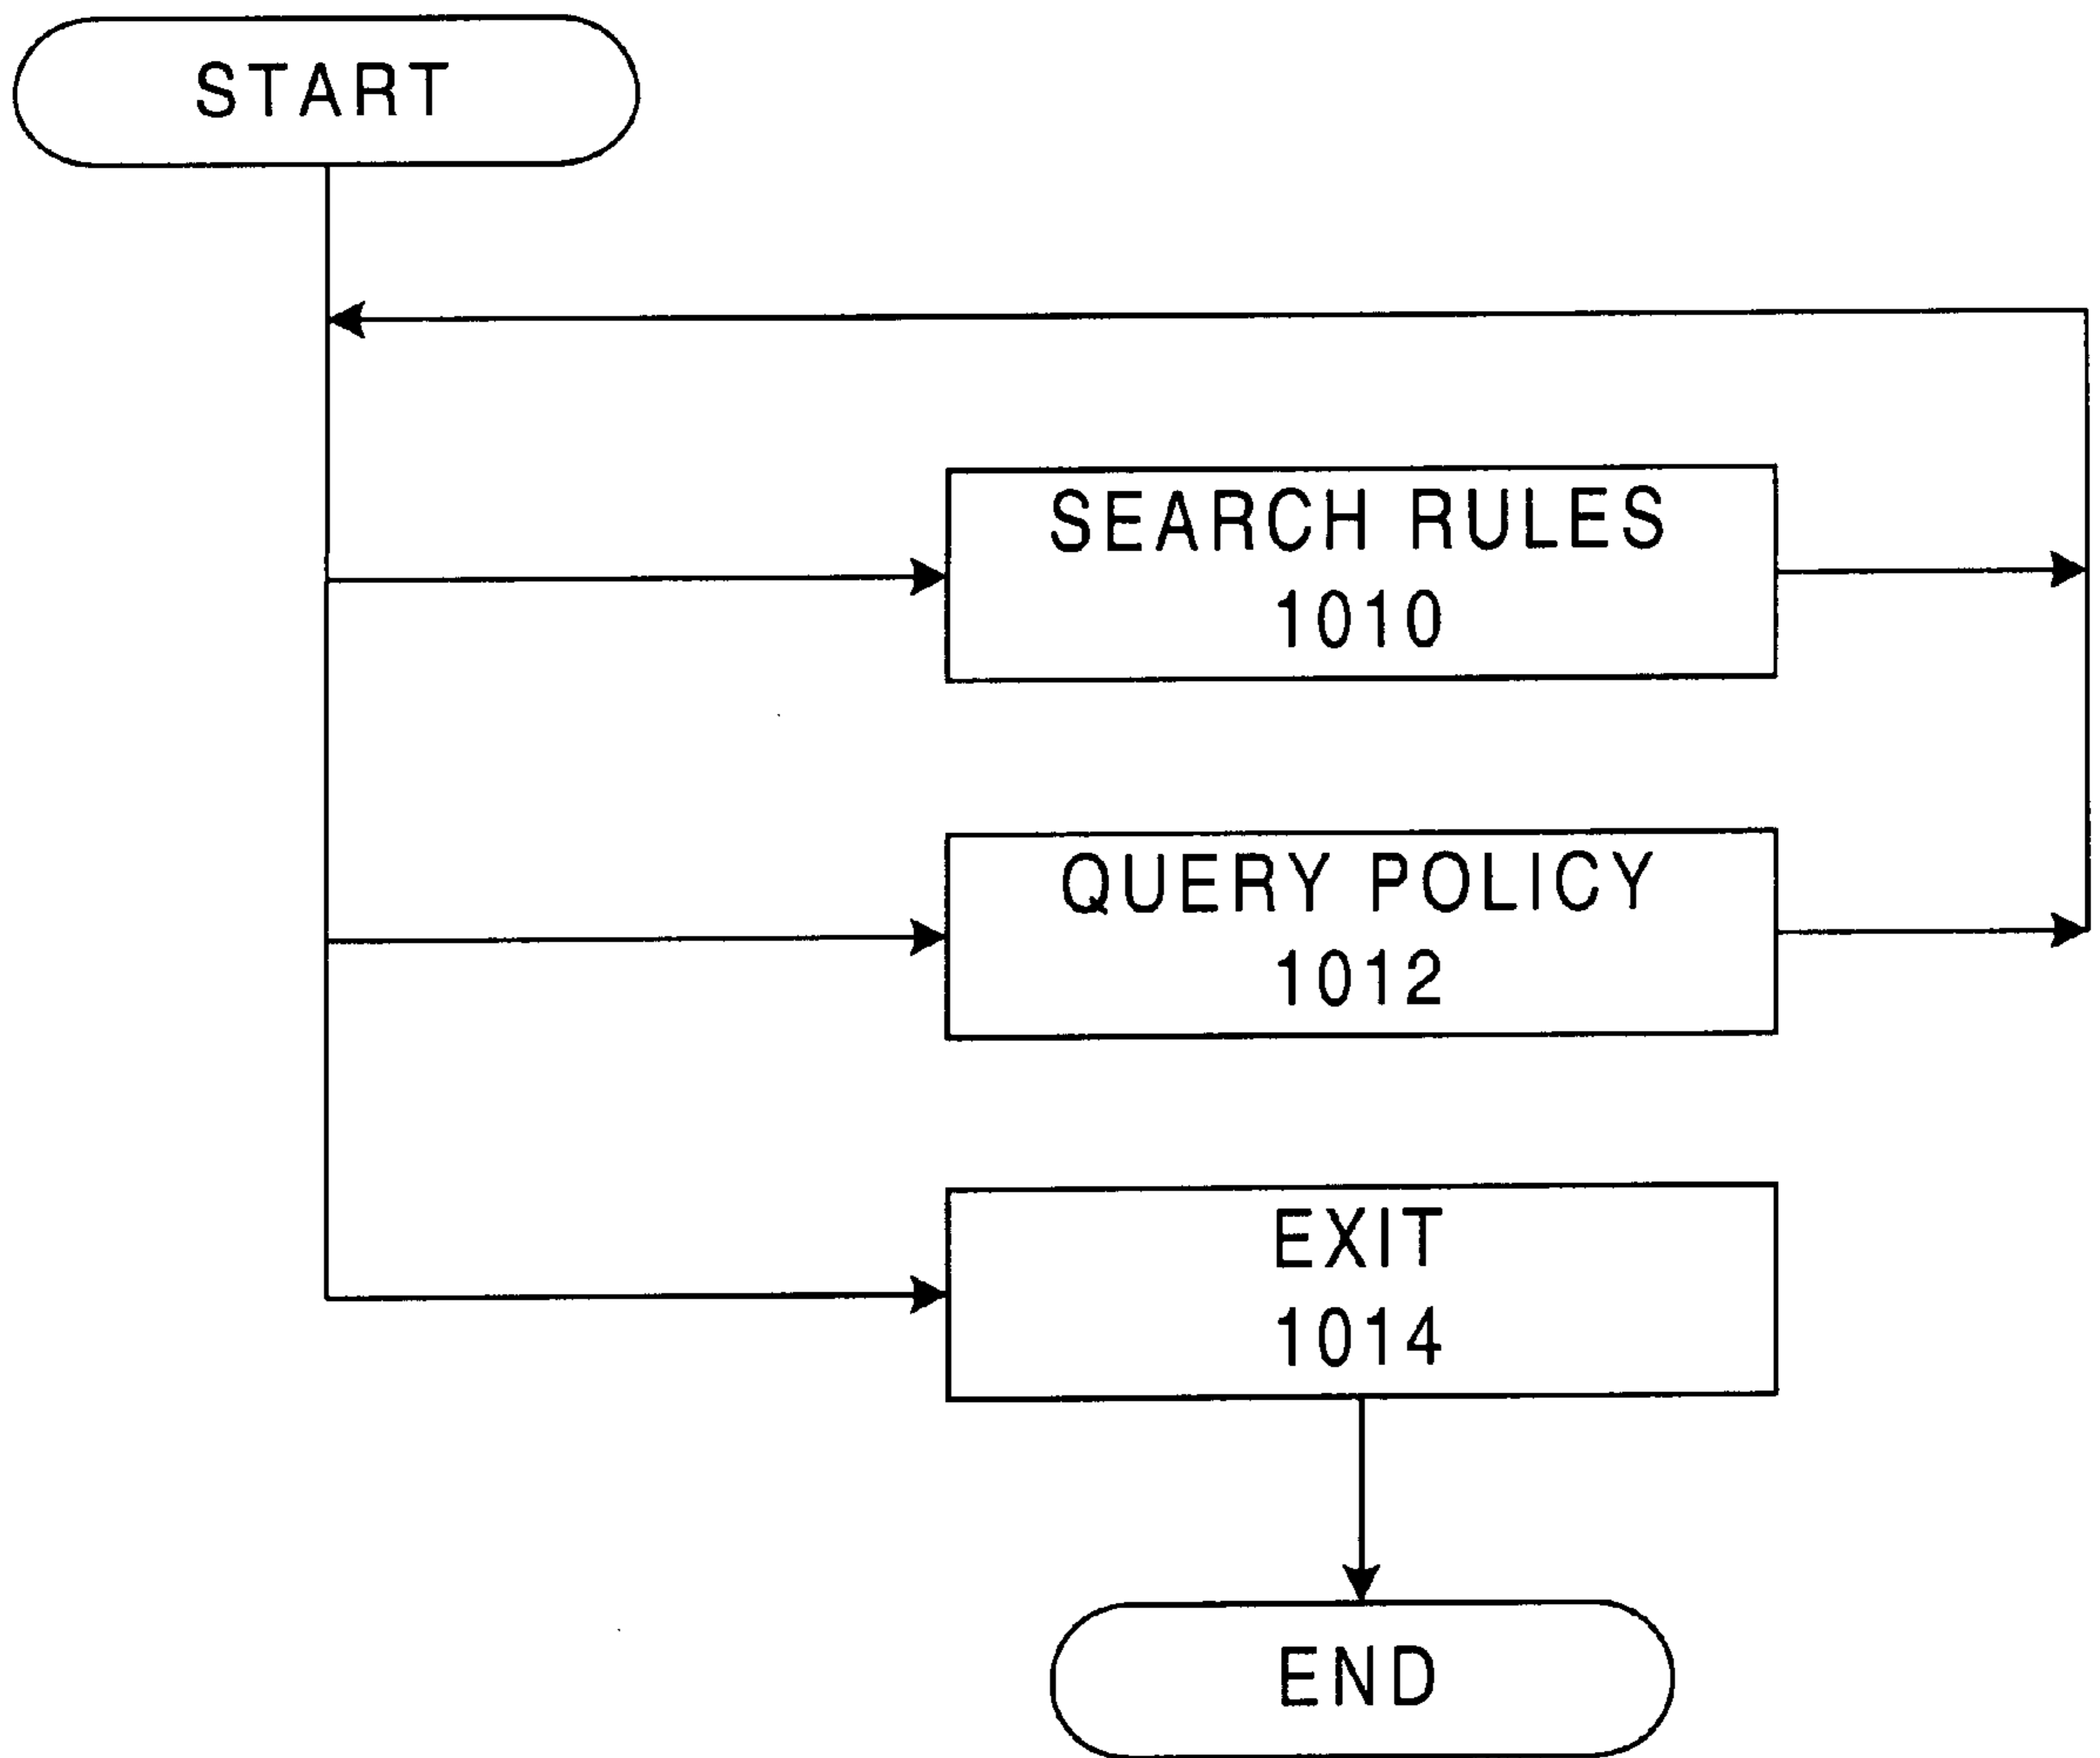 START
SEARCH RULES
1010
QUERY POLICY
1012
EXIT
1014
END